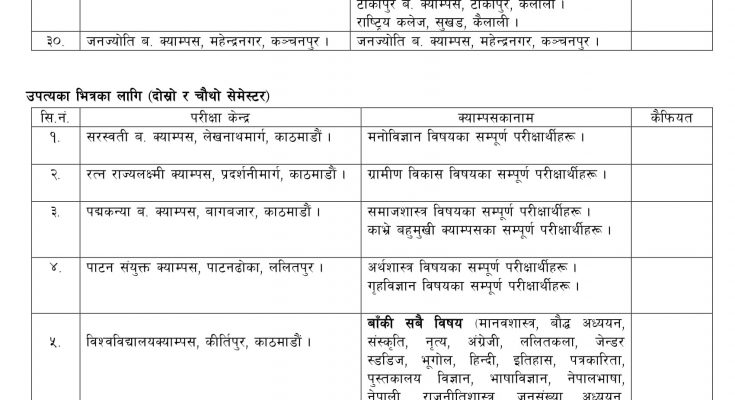 टीकापुर ब. क्याम्पस, टीकापुर, कैलाली ।
राष्ट्रिय कलेज, सुखड, कैलाली ।
३०. जनज्योति ब. क्याम्पस, महेन्द्रनगर, कञ्चनपुर । जनज्योति ब. क्याम्पस, महेन्द्रनगर, कञ्चनपुर ।
उपत्यका भित्रका लागि (दोस्रो र चौथो सेमेस्टर)
सि.नं. परीक्षा केन्द्र क्याम्पसकानाम कैफियत
१. सरस्वती ब. क्याम्पस, लेखनाथमार्ग, काठमाडौं । मनोविज्ञान विषयका सम्पूर्ण परीक्षार्थीहरू ।
२. रत्न राज्यलक्ष्मी क्याम्पस, प्रदर्शनीमार्ग, काठमाडौं । ग्रामीण विकास विषयका सम्पूर्ण परीक्षार्थीहरू ।
३. पद्मकन्या ब. क्याम्पस, बागबजार, काठमाडौं । समाजशास्त्र विषयका सम्पूर्ण परीक्षार्थीहरू ।
काभ्रे बहुमुखी क्याम्पसका सम्पूर्ण परीक्षार्थीहरू ।
४. पाटन संयुक्त क्याम्पस, पाटनढोका, ललितपुर । अर्थशास्त्र विषयका सम्पूर्ण परीक्षार्थीहरू ।
गृहविज्ञान विषयका सम्पूर्ण परीक्षार्थीहरू ।
बाँकी सबै विषय (मानवशास्त्र, बौद्ध अध्ययन,
संस्कृति, नृत्य, अंग्रेजी, ललितकला, जेन्डर
५. विश्वविद्यालयक्याम्पस, कीर्तिपुर, काठमाडौं । स्डडिज, भूगोल, हिन्दी, इतिहास, पत्रकारिता,
पुस्तकालय विज्ञान, भाषाविज्ञान, नेपालभाषा,
नेपाली, राजनीतिशास्त्र, जनसंख्या अध्ययन,